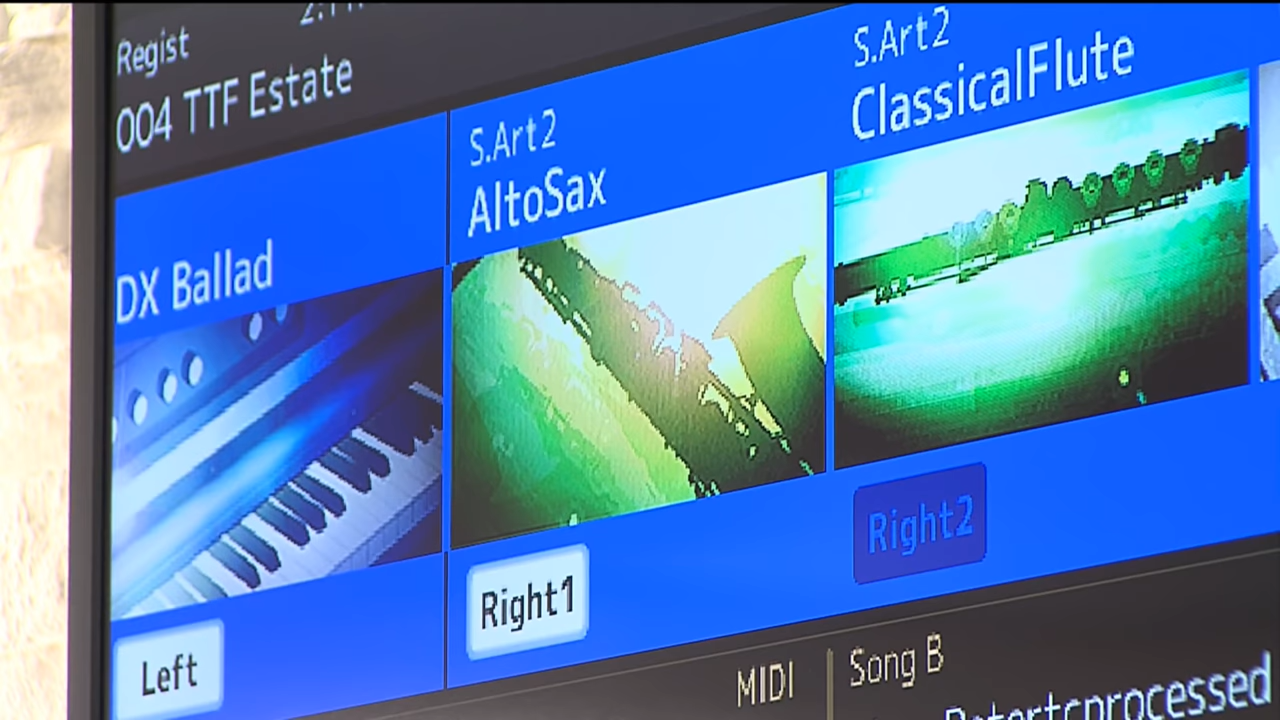 Regist
004 TTF Estate
DX Ballad
Left
S.Art2
AltoSax
Right1
S.Art2
ClassicalFlute
Right2
MIDI
Song B